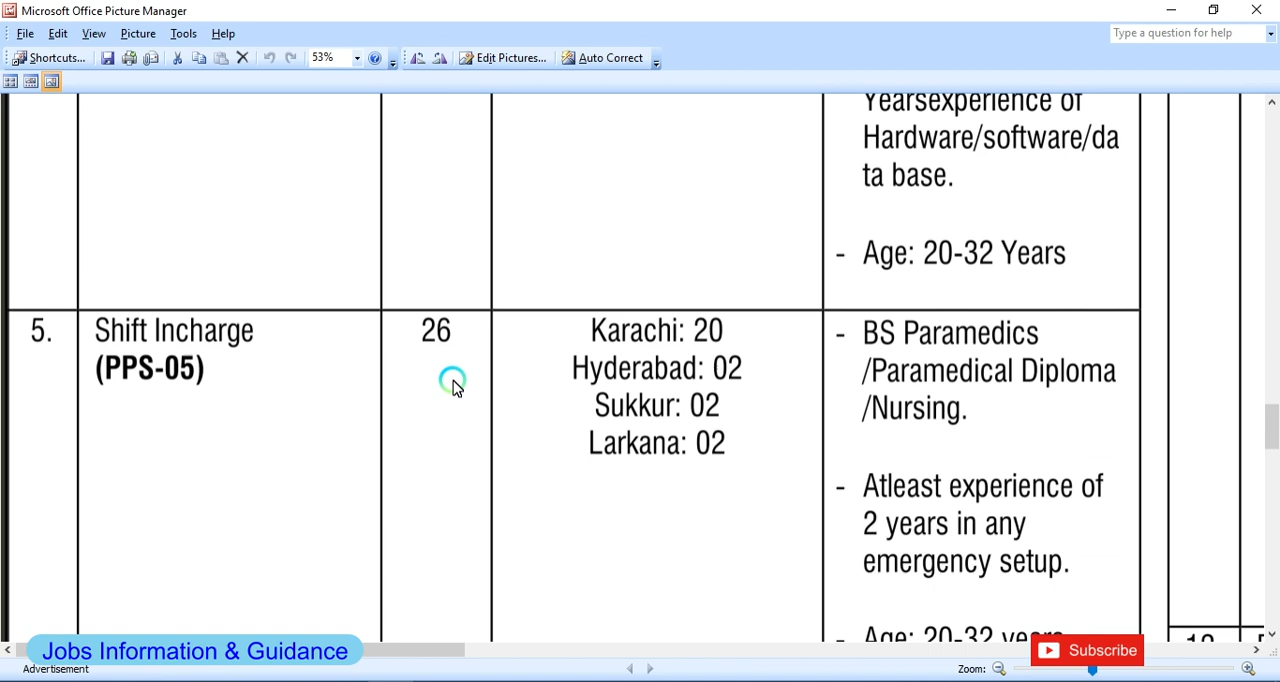 Microsoft Office Picture Manager
File Edit View Picture Tools Help
Type a question for help
Shortcuts... 53% Edit Pictures... Auto Correct
Yearsexperience of
Hardware/software/da
ta base.
- Age: 20-32 Years
5. Shift Incharge 26 Karachi: 20 - BS Paramedics
(PPS-05) Hyderabad: 02 /Paramedical Diploma
Sukkur: 02 /Nursing.
Larkana: 02
- Atleast experience of
2 years in any
emergency setup.
- Age: 20-32
Jobs Information & Guidance
Subscribe
Advertisement
Zoom: